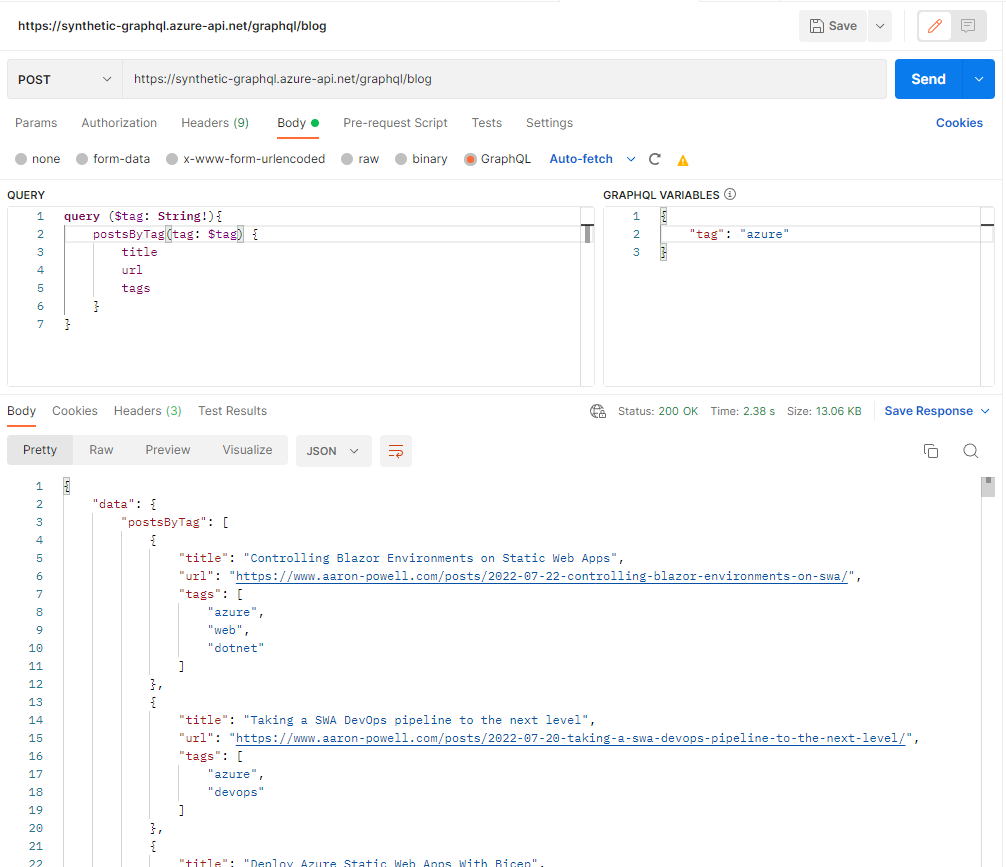 https://synthetic-graphql.azure-api.net/graphql/blog
Save
POST
https://synthetic-graphql.azure-api.net/graphql/blog
Send
Params Authorization Headers (9) Body Pre-request Script Tests Settings Cookies
none form-data x-www-form-urlencoded raw binary GraphQL Auto-fetch
QUERY
1 query ($tag: String!){
2 postsByTag(tag: $tag) {
3 title
4 url
5 tags
6 }
7 }
GRAPHQL VARIABLES
1 {
2 "tag": "azure"
3 }
Body Cookies Headers (3) Test Results Status: 200 OK Time: 2.38 s Size: 13.06 KB Save Response
Pretty Raw Preview Visualize JSON
1 {
2 "data": {
3 "postsByTag": [
4 {
5 "title": "Controlling Blazor Environments on Static Web Apps",
6 "url": "https://www.aaron-powell.com/posts/2022-07-22-controlling-blazor-environments-on-swa/",
7 "tags": [
8 "azure",
9 "web",
10 "dotnet"
11 ]
12 },
13 {
14 "title": "Taking a SWA DevOps pipeline to the next level",
15 "url": "https://www.aaron-powell.com/posts/2022-07-20-taking-a-swa-devops-pipeline-to-the-next-level/",
16 "tags": [
17 "azure",
18 "devops"
19 ]
20 },
21 {
22 "title": "Deploy Azure Static Web Apps With Bicep",